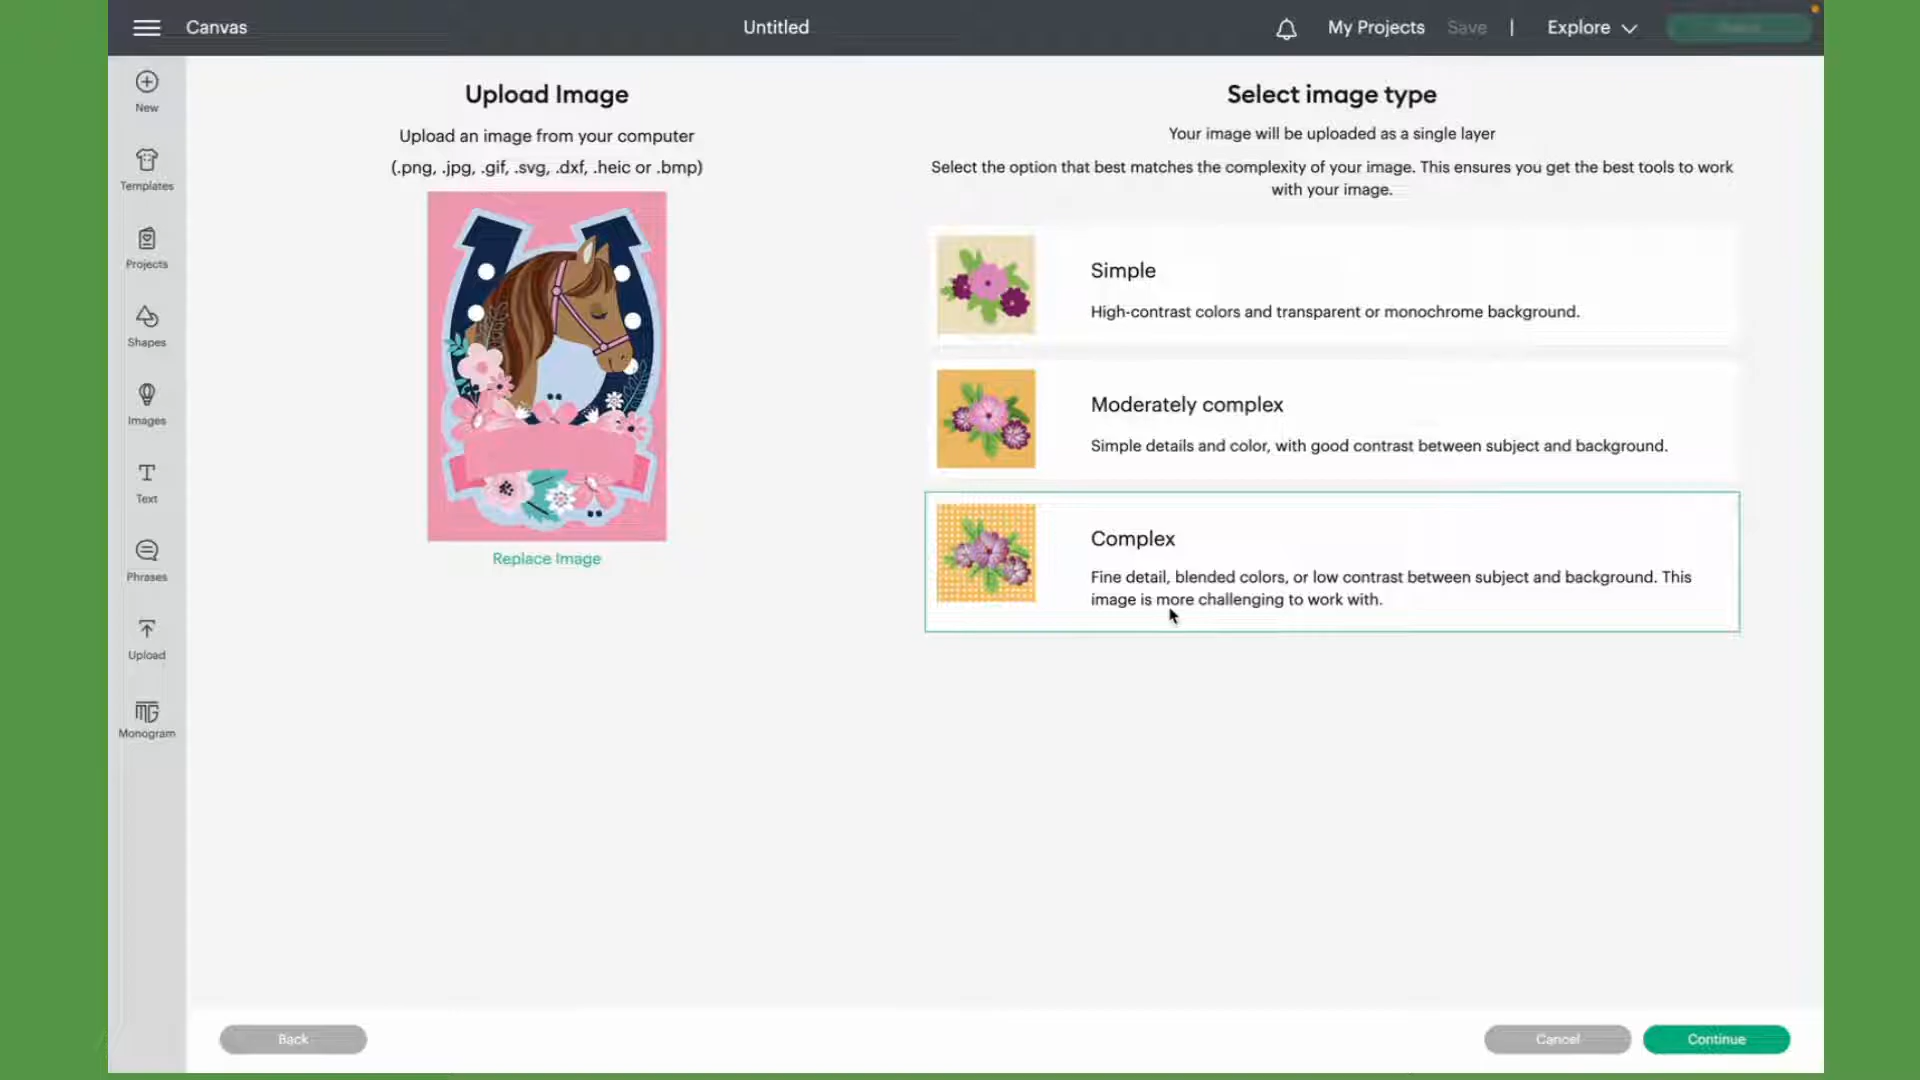 Canvas
Untitled
My Projects
Save
|
Explore
New
Templates
Projects
Shapes
Images
Text
Phrases
Upload
Monogram
Upload Image
Upload an image from your computer
(.png, .jpg, .gif, .svg, .dxf, .heic or .bmp)
Replace Image
Select image type
Your image will be uploaded as a single layer
Select the option that best matches the complexity of your image. This ensures you get the best tools to work
with your image.
Simple
High-contrast colors and transparent or monochrome background.
Moderately complex
Simple details and color, with good contrast between subject and background.
Complex
Fine detail, blended colors, or low contrast between subject and background. This
image is more challenging to work with.
Back
Cancel
Continue